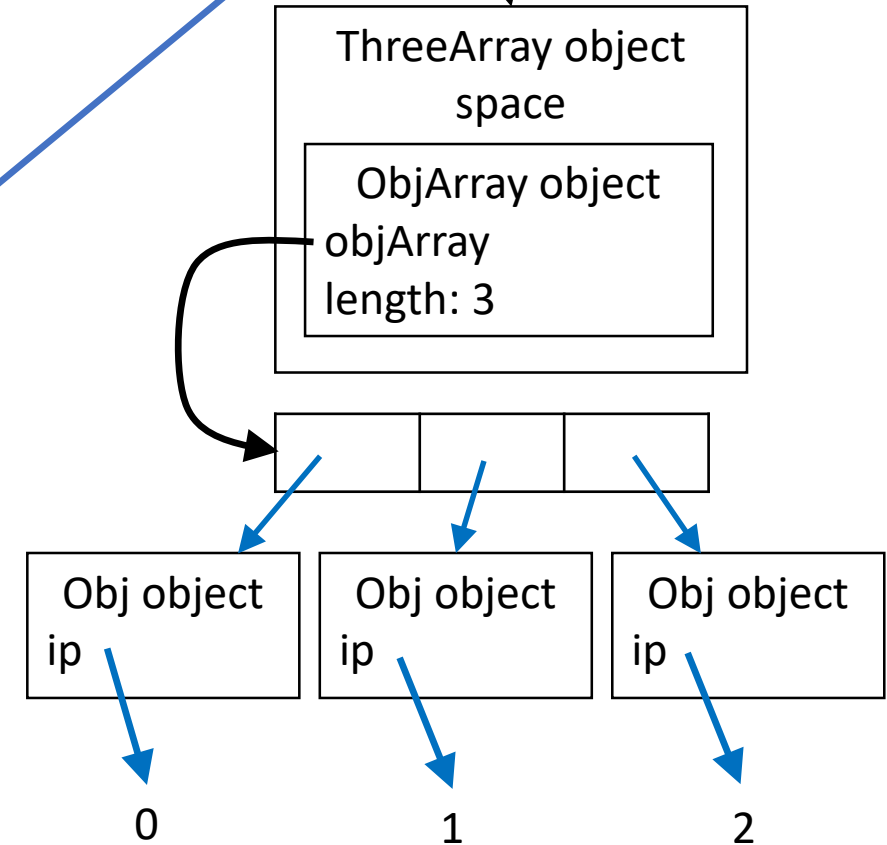 ThreeArray object
space
ObjArray object
objArray
length: 3
Obj object
ip
Obj object
ip
Obj object
ip
0
1
2